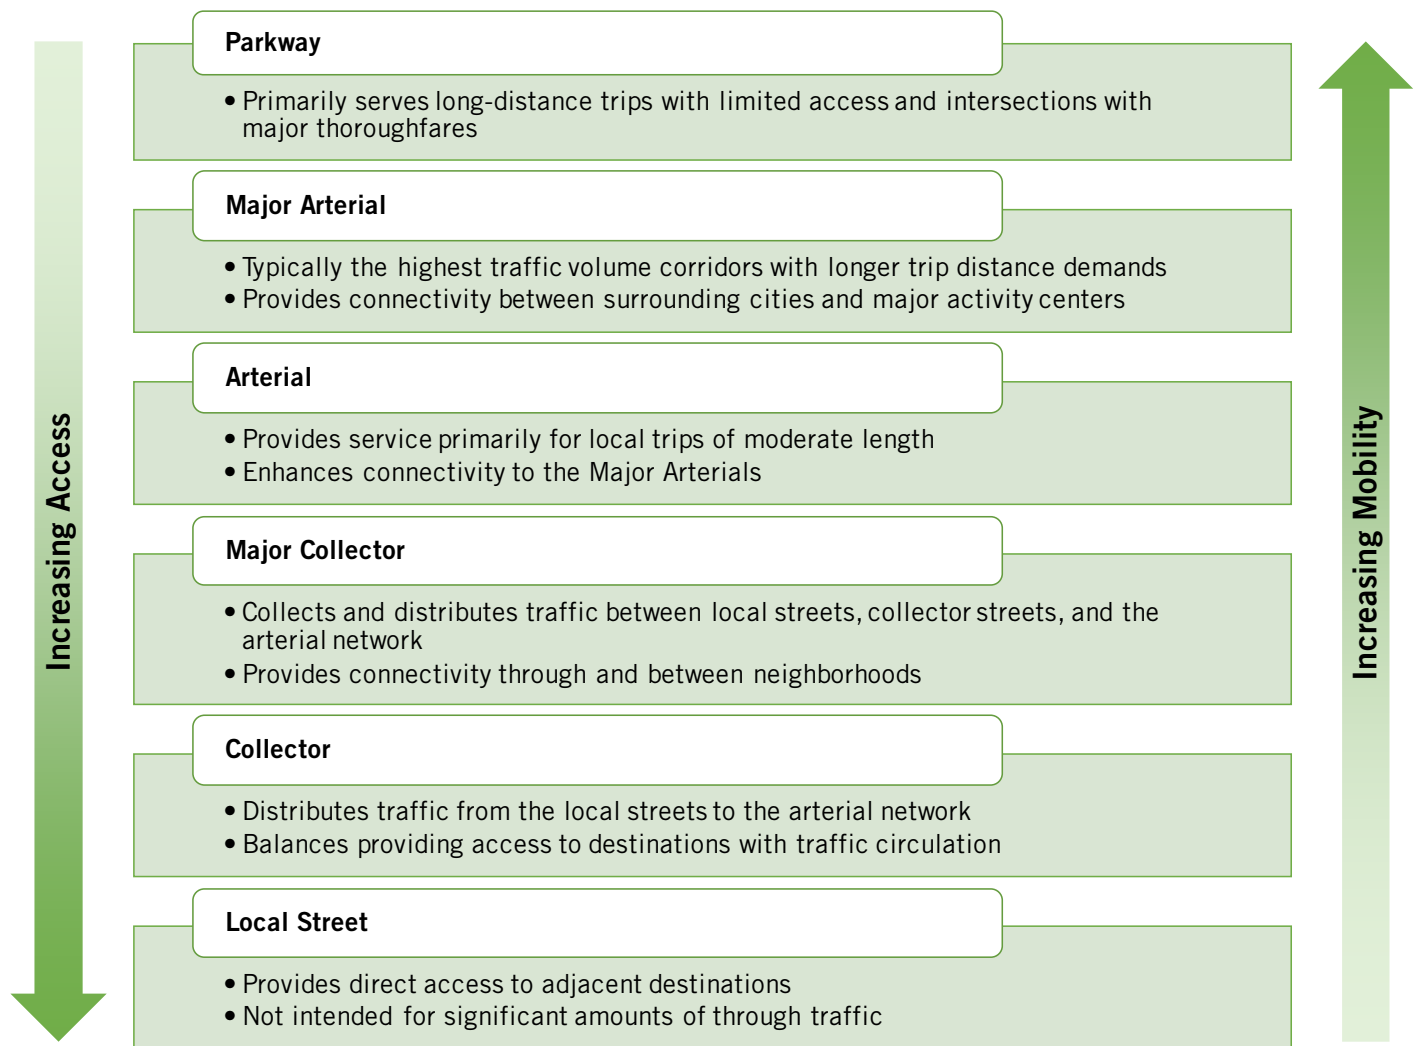 Parkway
• Primarily serves long-distance trips with limited access and intersections with
major thoroughfares
Major Arterial
• Typically the highest traffic volume corridors with longer trip distance demands
• Provides connectivity between surrounding cities and major activity centers
Arterial
• Provides service primarily for local trips of moderate length
• Enhances connectivity to the Major Arterials
Major Collector
• Collects and distributes traffic between local streets, collector streets, and the
arterial network
• Provides connectivity through and between neighborhoods
Collector
• Distributes traffic from the local streets to the arterial network
• Balances providing access to destinations with traffic circulation
Local Street
• Provides direct access to adjacent destinations
• Not intended for significant amounts of through traffic
Increasing Access
Increasing Mobility